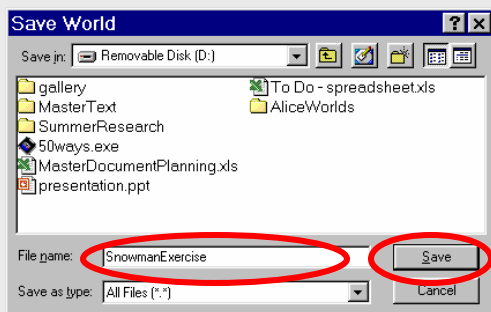 Save World
Save in: Removable Disk (D:)
gallery
MasterText
SummerResearch
50ways.exe
MasterDocumentPlanning.xls
presentation.ppt
To Do - spreadsheet.xls
AliceWorlds
File name: SnowmanExercise Save
Save as type: All Files (*.*) Cancel